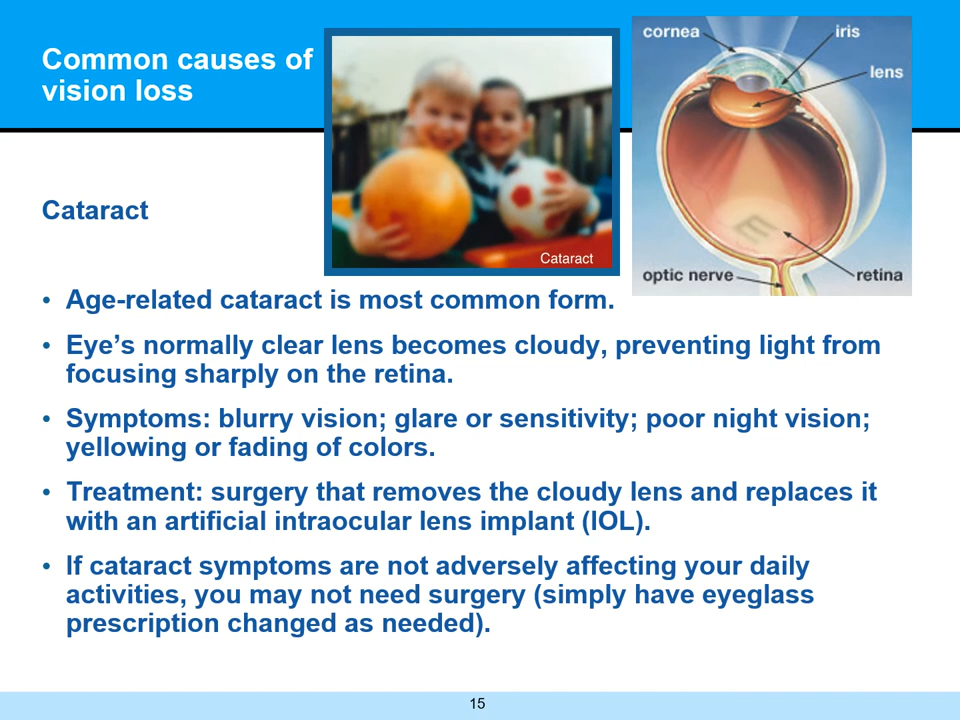 Common causes of
vision loss
Cataract
cornea
iris
lens
optic nerve
retina
Cataract
• Age-related cataract is most common form.
• Eye’s normally clear lens becomes cloudy, preventing light from
focusing sharply on the retina.
• Symptoms: blurry vision; glare or sensitivity; poor night vision;
yellowing or fading of colors.
• Treatment: surgery that removes the cloudy lens and replaces it
with an artificial intraocular lens implant (IOL).
• If cataract symptoms are not adversely affecting your daily
activities, you may not need surgery (simply have eyeglass
prescription changed as needed).
E
15